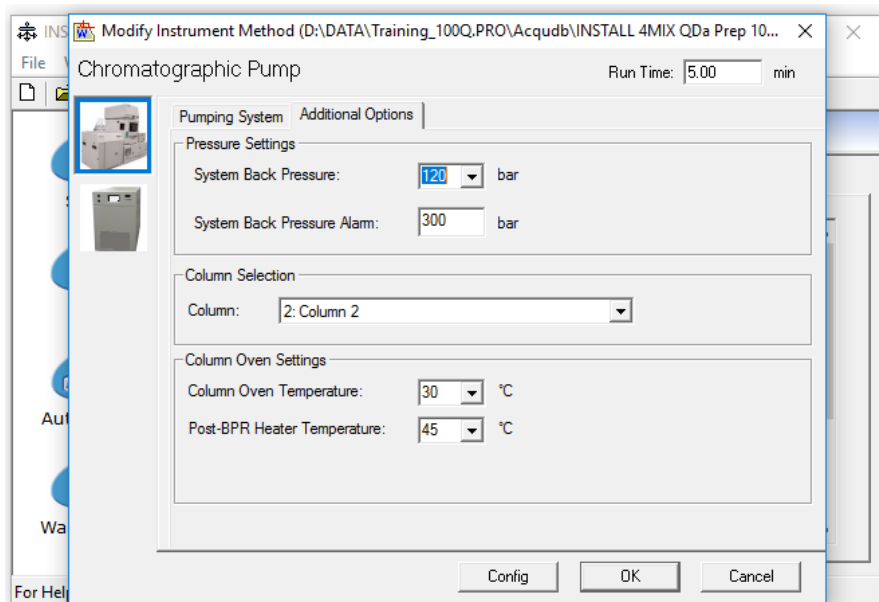 INS
Modify Instrument Method (D:\DATA\Training_100Q.PRO\Acqudb\INSTALL 4MIX QDa Prep 10...
File
Chromatographic Pump
Run Time: 5.00 min
Pumping System Additional Options
Pressure Settings
System Back Pressure: 120 bar
System Back Pressure Alarm: 300 bar
Column Selection
Column: 2: Column 2
Column Oven Settings
Column Oven Temperature: 30 °C
Post-BPR Heater Temperature: 45 °C
Aut
Wa
Config OK Cancel
For Help